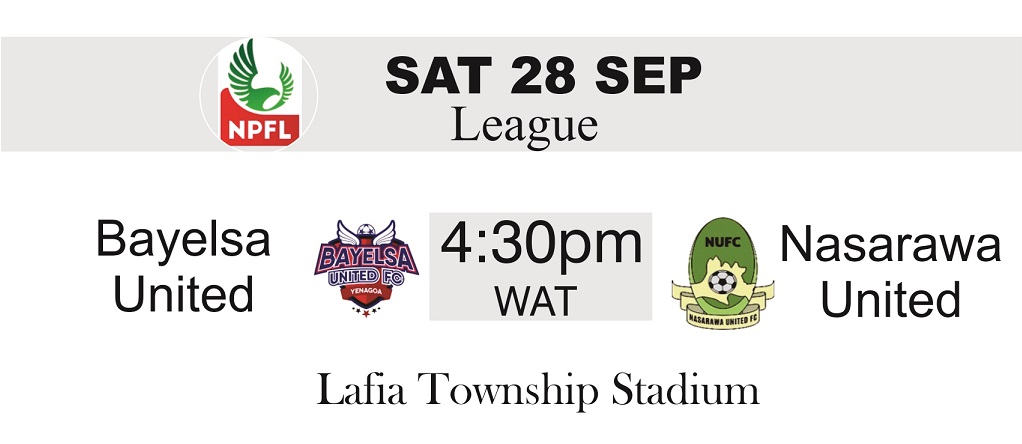 NPFL
SAT 28 SEP
League
Bayelsa
United
BAYELSA
UNITED FC
YENAGOA
4:30pm
WAT
NUFC
NASARAWA UNITED FC
Nasarawa
United
Lafia Township Stadium